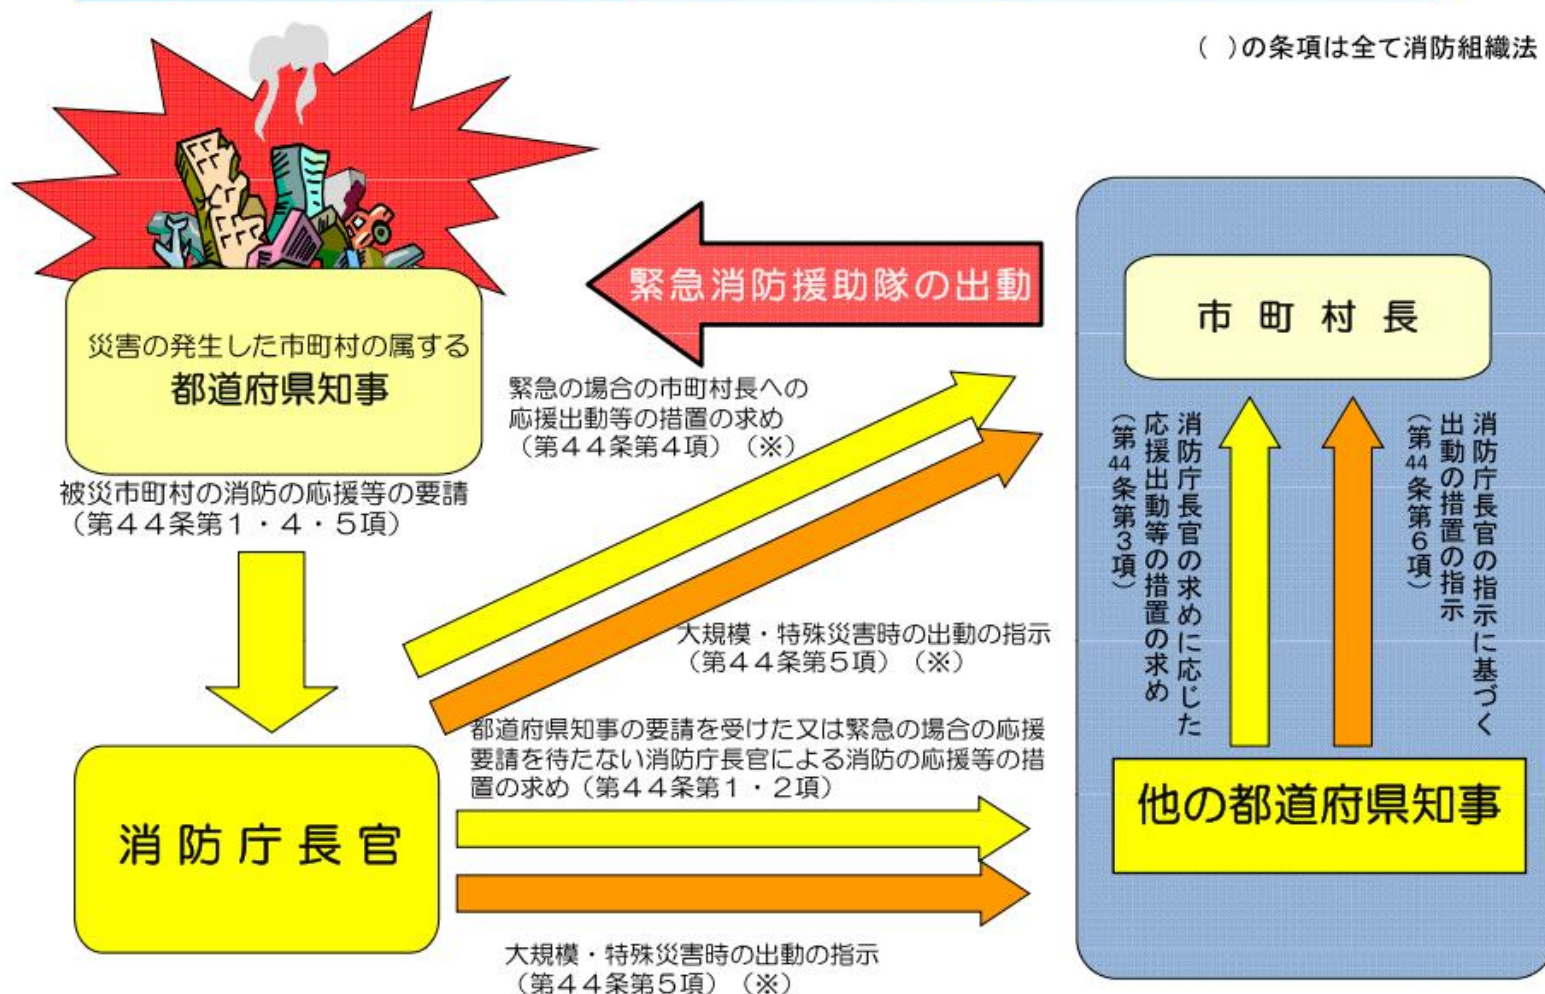 ( )の条項は全て消防組織法
災害の発生した市町村の属する
都道府県知事
緊急消防援助隊の出動
市町村長
緊急の場合の市町村長への
応援出動等の措置の求め
（第４４条第４項）（※）
被災市町村の消防の応援等の要請
（第４４条第１・４・５項）
消防庁長官の求めに応じた
応援出動等の措置の求め
（第44条第３項）
消防庁長官の指示に基づく
出動の措置の指示
（第44条第６項）
大規模・特殊災害時の出動の指示
（第４４条第５項）（※）
都道府県知事の要請を受けた又は緊急の場合の応援
要請を待たない消防庁長官による消防の応援等の措
置の求め（第４４条第１・２項）
消防庁長官
他の都道府県知事
大規模・特殊災害時の出動の指示
（第４４条第５項）（※）